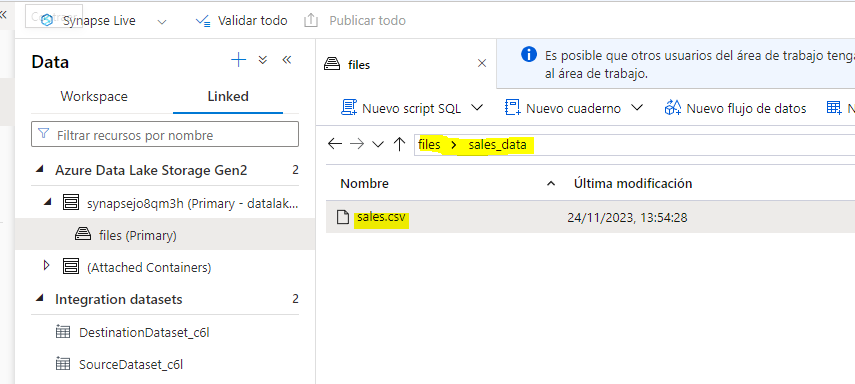 Synapse Live
Validar todo
Publicar todo
Data
Workspace
Linked
Filtrar recursos por nombre
Azure Data Lake Storage Gen2 2
synapsejo8qm3h (Primary - datalak...
files (Primary)
(Attached Containers)
Integration datasets 2
DestinationDataset_c6l
SourceDataset_c6l
files
Es posible que otros usuarios del área de trabajo teng
al área de trabajo.
Nuevo script SQL
Nuevo cuaderno
Nuevo flujo de datos
files > sales_data
Nombre
Última modificación
sales.csv
24/11/2023, 13:54:28